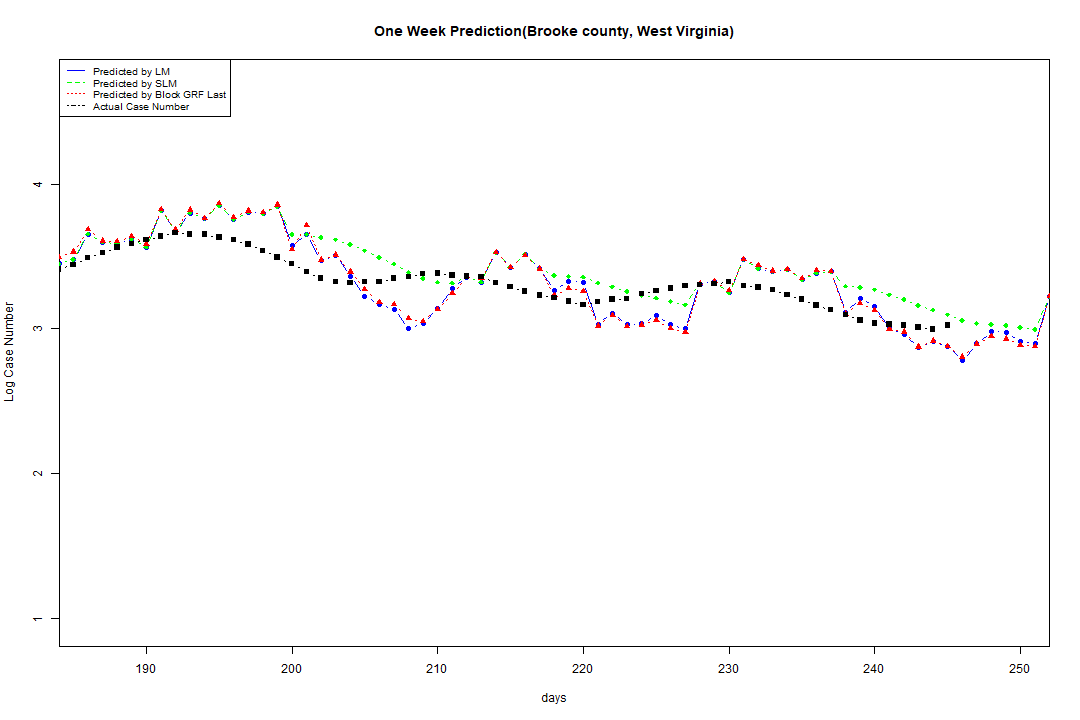 One Week Prediction(Brooke county, West Virginia)
Predicted by LM
Predicted by SLM
Predicted by Block GRF Last
Actual Case Number
4
3
2
1
Log Case Number
190 200 210 220 230 240 250
days